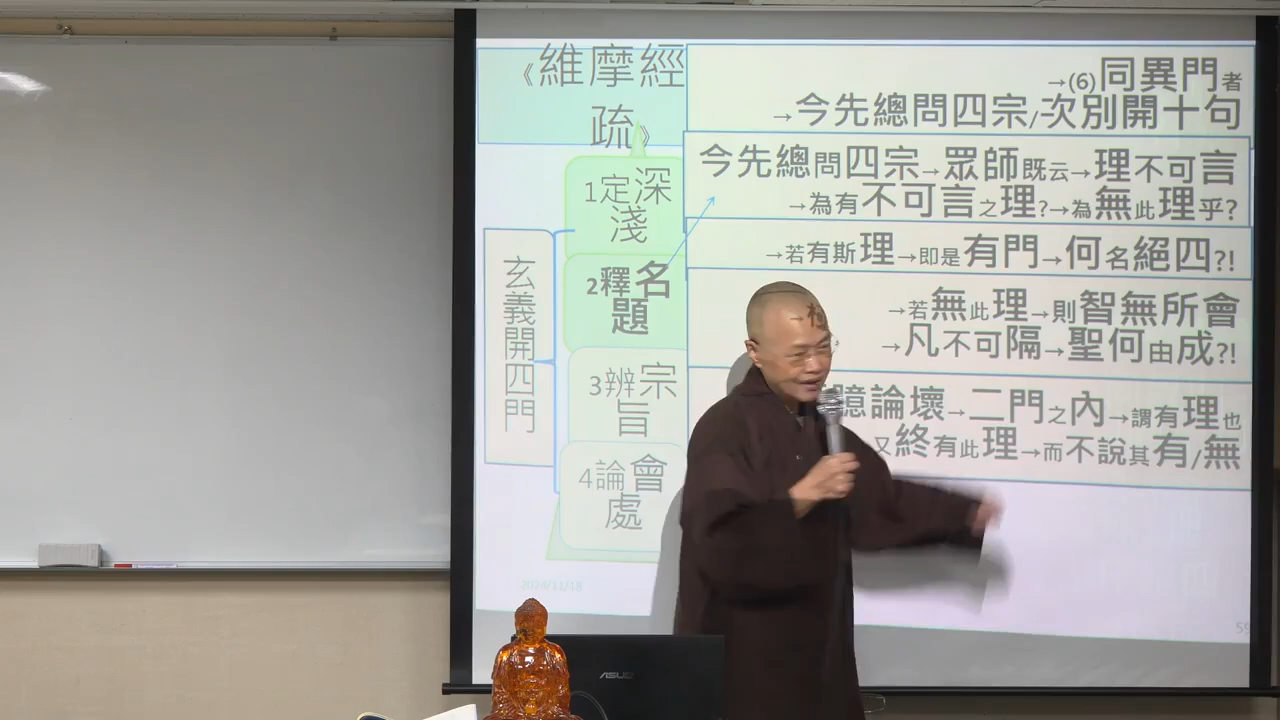 《維摩經
疏》
玄義開四門
1定深
淺
2釋名
題
3辨宗
旨
4論會
處
→(6)同異門者
→今先總問四宗/次別開十句
今先總問四宗→眾師既云→理不可言
→為有不可言之理?→為無此理乎?
→若有斯理→即是有門→何名絕四?!
→若無此理→則智無所會
→凡不可隔→聖何由成?!
憶論壞→二門之內→謂有理也
又終有此理→而不說其有/無
2024/11/18
59
ASUS